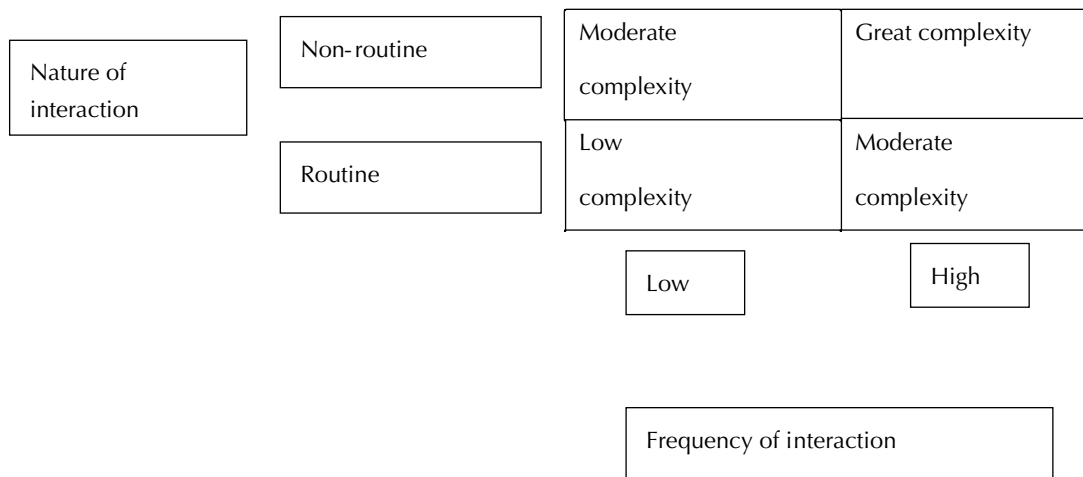 Nature of
interaction
Non-routine
Moderate
complexity
Great complexity
Routine
Low
complexity
Moderate
complexity
Low
High
Frequency of interaction